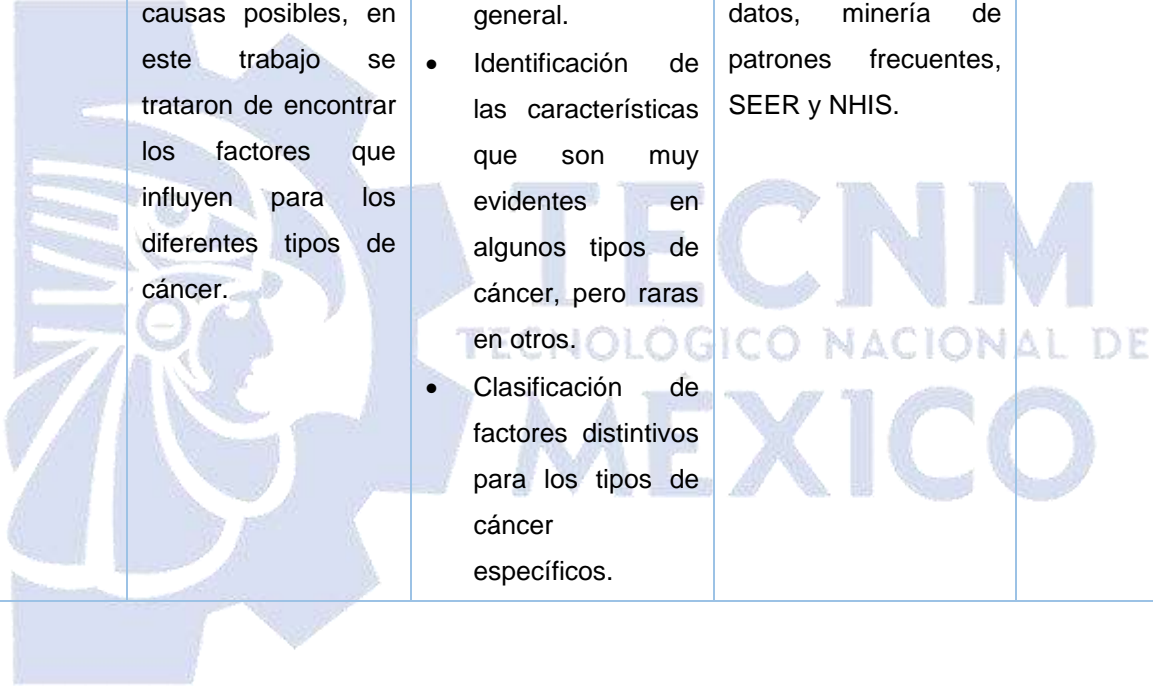 causas posibles, en
este trabajo se
trataron de encontrar
los factores que
influyen para los
diferentes tipos de
cáncer.
general.
• Identificación de
las características
que son muy
evidentes en
algunos tipos de
cáncer, pero raras
en otros.
• Clasificación de
factores distintivos
para los tipos de
cáncer
específicos.
datos, minería de
patrones frecuentes,
SEER y NHIS.
TECNM
TECNOLÓGICO NACIONAL DE
MÉXICO